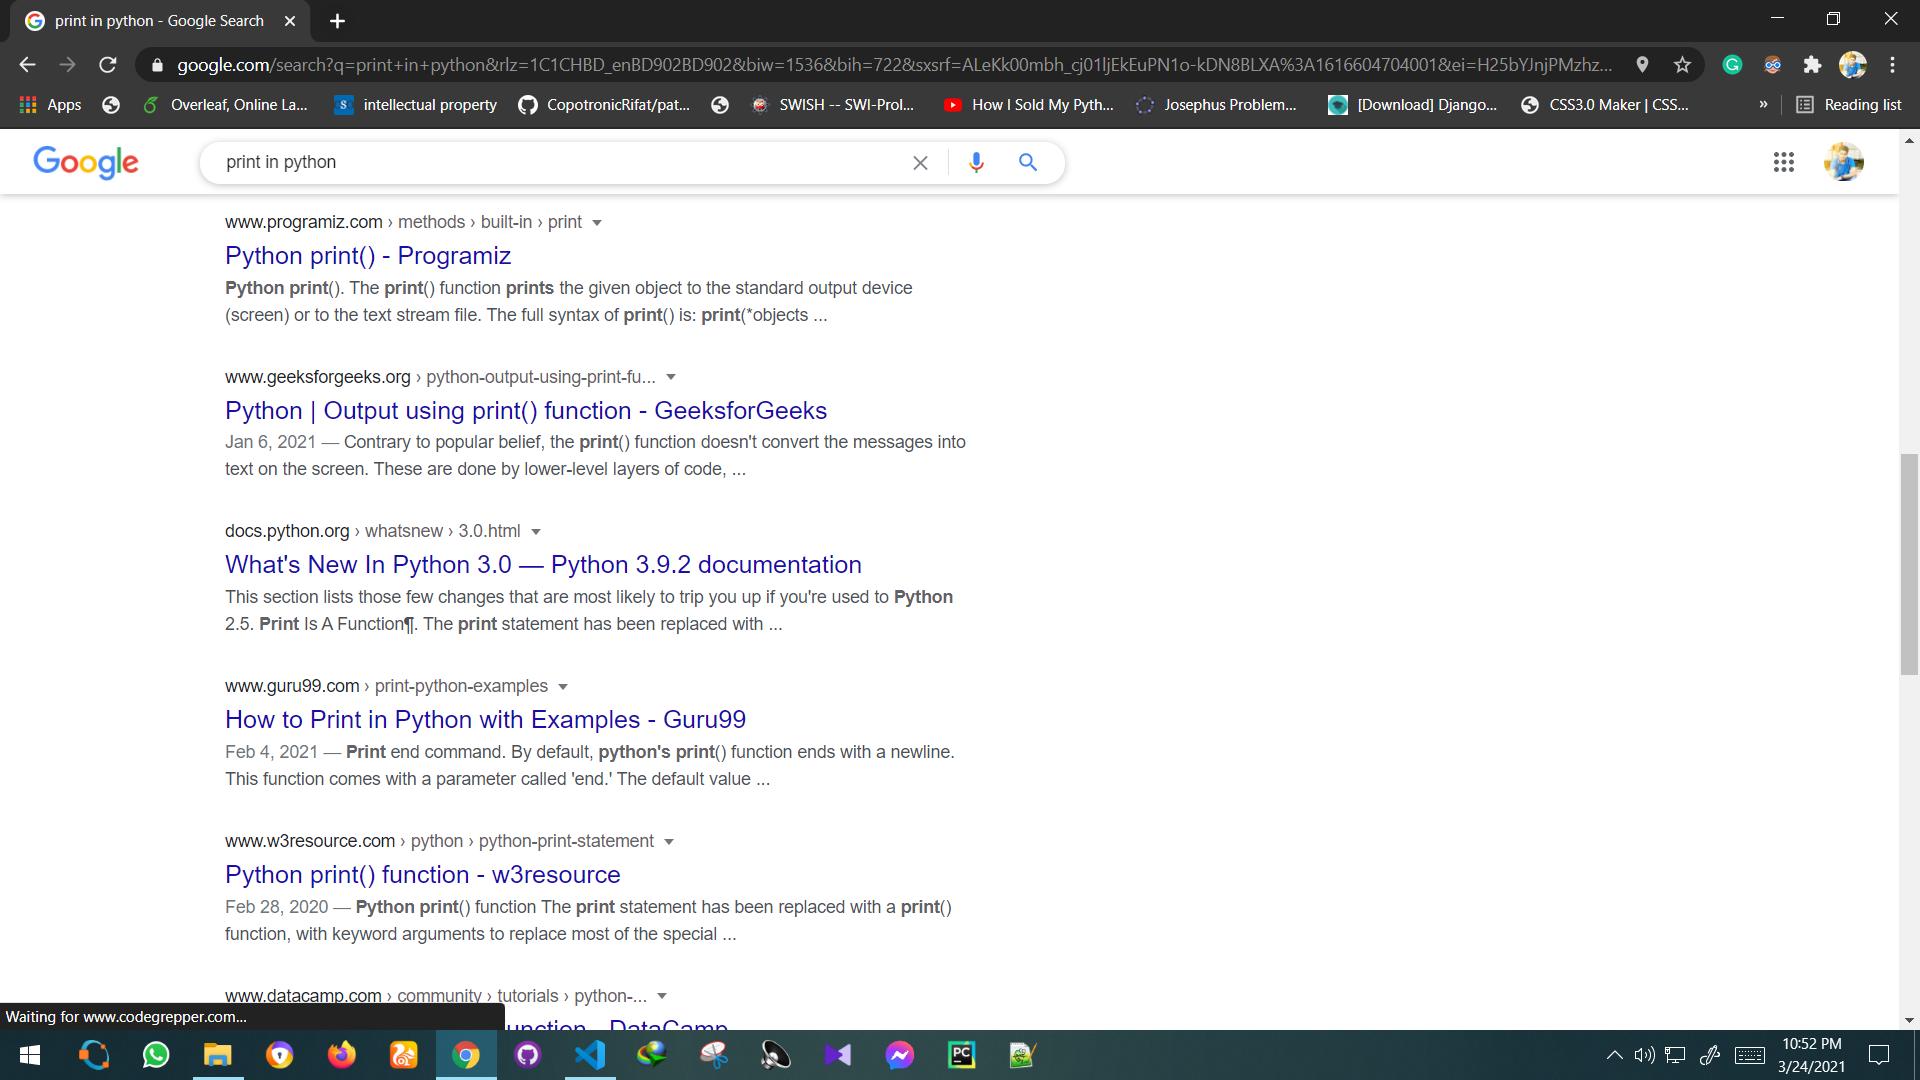 print in python - Google Search
google.com/search?q=print+in+python&rlz=1C1CHBD_enBD902BD902&biw=1536&bih=722&sxsrf=ALeKk00mbh_cj01ljEkEuPN1o-kDN8BLXA%3A1616604704001&ei=H25bYJnjPMzhz...
Apps Overleaf, Online La... intellectual property CopotronicRifat/pat... SWISH -- SWI-Prol... How I Sold My Pyth... Josephus Problem... [Download] Django... CSS3.0 Maker | CSS... » Reading list
Google print in python
www.programiz.com › methods › built-in › print
Python print() - Programiz
Python print(). The print() function prints the given object to the standard output device
(screen) or to the text stream file. The full syntax of print() is: print(*objects ...
www.geeksforgeeks.org › python-output-using-print-fu...
Python | Output using print() function - GeeksforGeeks
Jan 6, 2021 — Contrary to popular belief, the print() function doesn't convert the messages into
text on the screen. These are done by lower-level layers of code, ...
docs.python.org › whatsnew › 3.0.html
What's New In Python 3.0 — Python 3.9.2 documentation
This section lists those few changes that are most likely to trip you up if you're used to Python
2.5. Print Is A Function¶. The print statement has been replaced with ...
www.guru99.com › print-python-examples
How to Print in Python with Examples - Guru99
Feb 4, 2021 — Print end command. By default, python's print() function ends with a newline.
This function comes with a parameter called 'end.' The default value ...
www.w3resource.com › python › python-print-statement
Python print() function - w3resource
Feb 28, 2020 — Python print() function The print statement has been replaced with a print()
function, with keyword arguments to replace most of the special ...
www.datacamp.com › community › tutorials › python-...
unction - DataCamp
Waiting for www.codegrepper.com...
PC
10:52 PM
3/24/2021